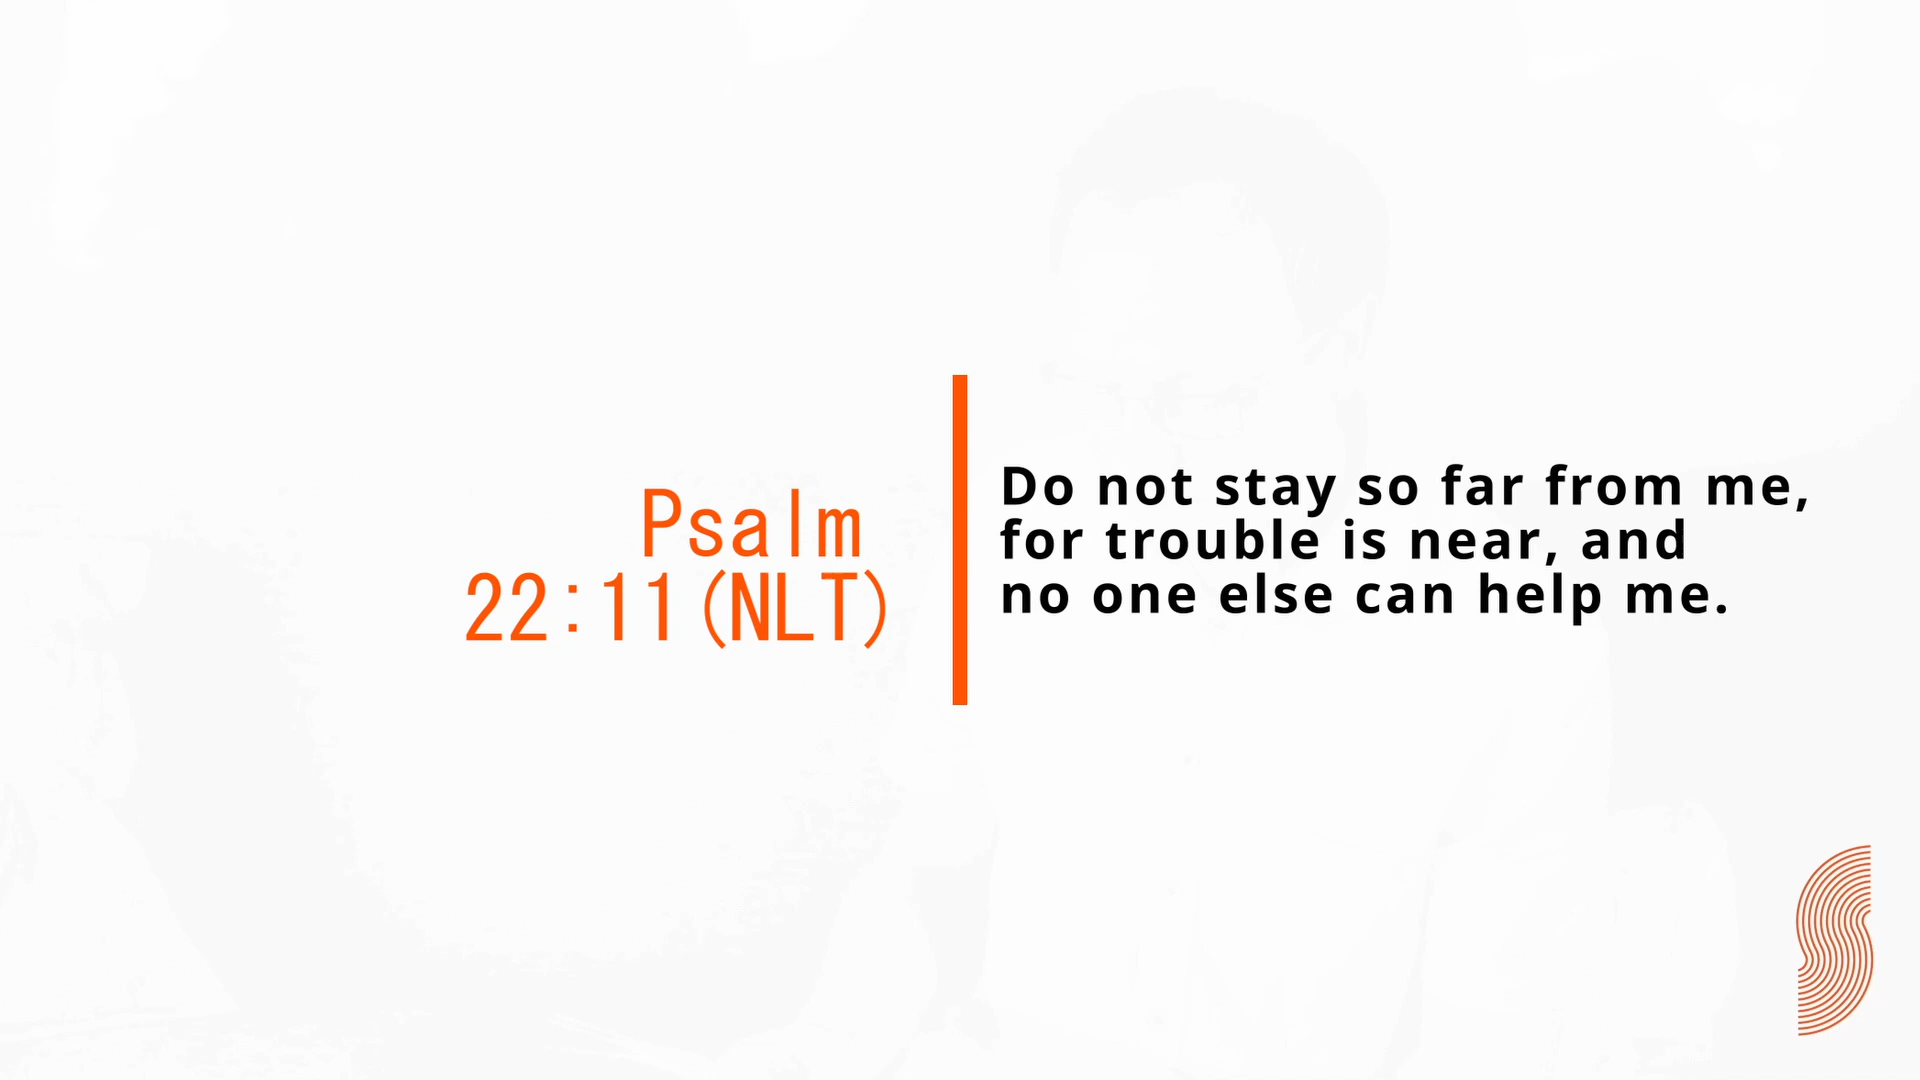 Psalm
22:11(NLT)
Do not stay so far from me,
for trouble is near, and
no one else can help me.